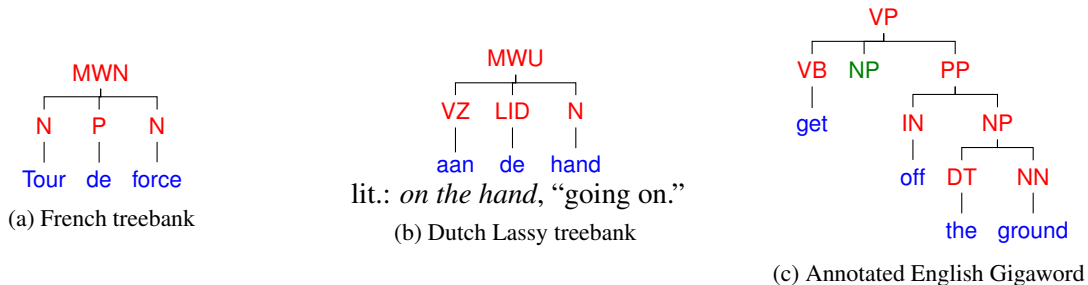 MWN
N P N
Tour de force
(a) French treebank
MWU
VZ LID N
aan de hand
lit.: on the hand, “going on.”
(b) Dutch Lassy treebank
VP
VB NP PP
get IN NP
off DT NN
the ground
(c) Annotated English Gigaword